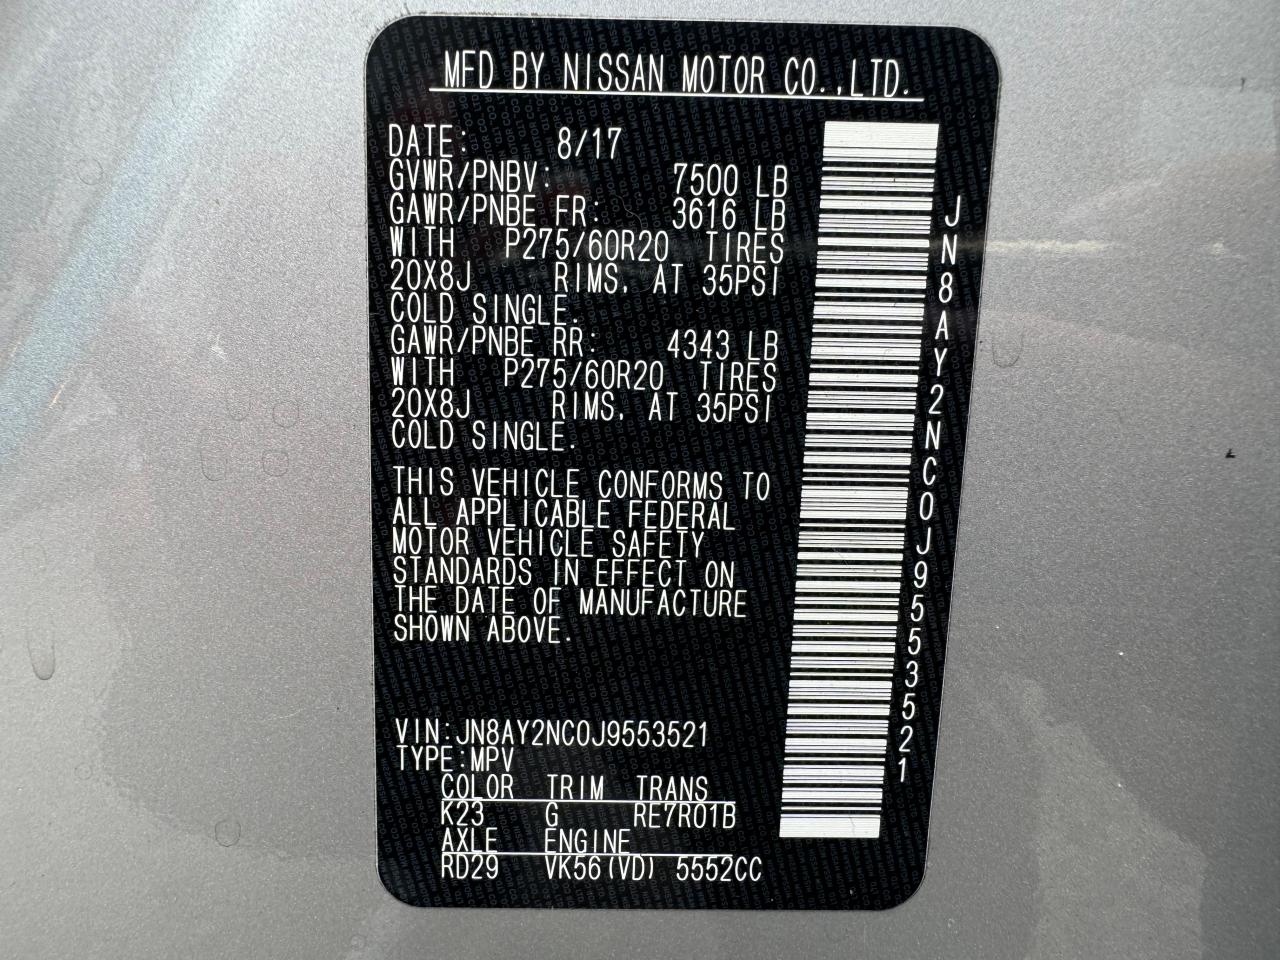 MFD BY NISSAN MOTOR CO.,LTD.
DATE: 8/17
GVWR/PNBV: 7500 LB
GAWR/PNBE FR: 3616 LB
WITH P275/60R20 TIRES
20X8J RIMS, AT 35PSI
COLD SINGLE.
GAWR/PNBE RR: 4343 LB
WITH P275/60R20 TIRES
20X8J RIMS, AT 35PSI
COLD SINGLE.
THIS VEHICLE CONFORMS TO
ALL APPLICABLE FEDERAL
MOTOR VEHICLE SAFETY
STANDARDS IN EFFECT ON
THE DATE OF MANUFACTURE
SHOWN ABOVE.
VIN:JN8AY2NC0J9553521
TYPE:MPV
COLOR TRIM TRANS
K23 G RE7R01B
AXLE ENGINE
RD29 VK56(VD) 5552CC
JN8AY2NC0J9553521